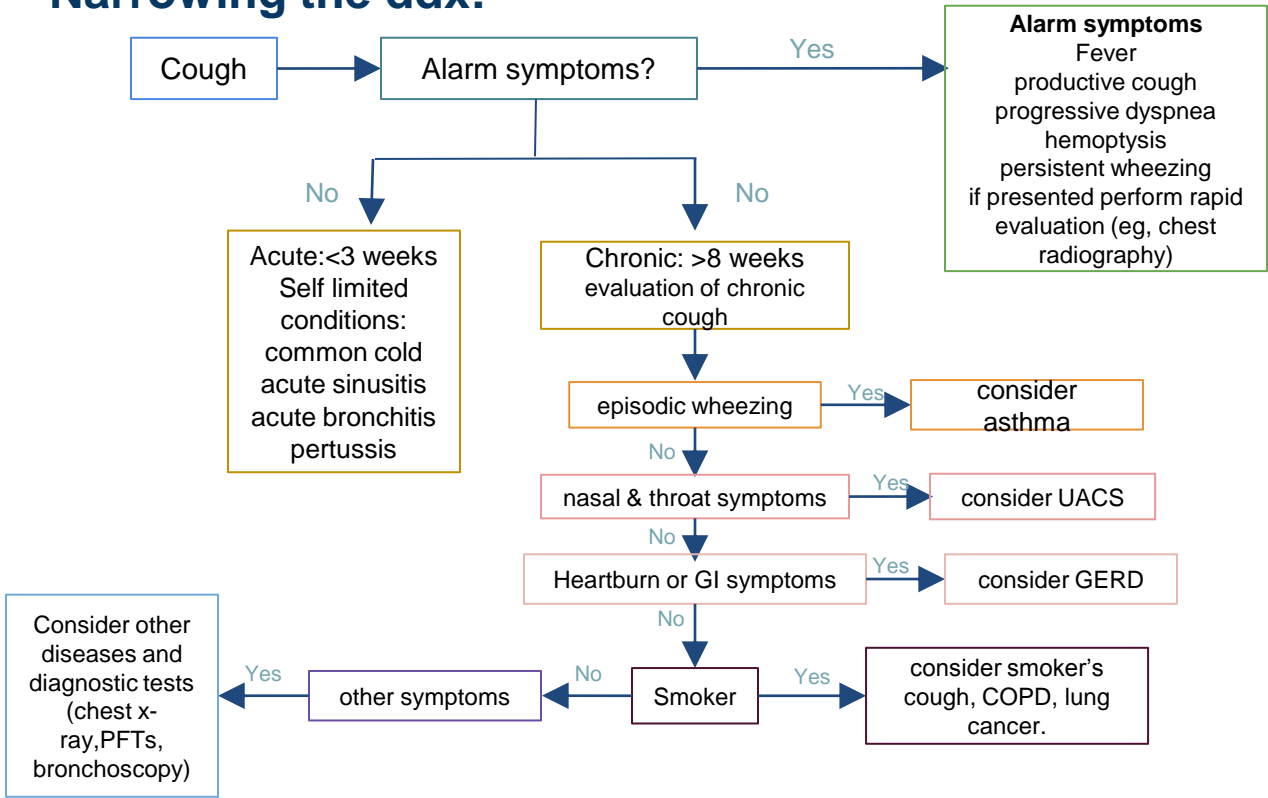 Narrowing the ddx:
Cough
Alarm symptoms?
Yes
Alarm symptoms
Fever
productive cough
progressive dyspnea
hemoptysis
persistent wheezing
if presented perform rapid
evaluation (eg, chest
radiography)
No
No
Acute:<3 weeks
Self limited
conditions:
common cold
acute sinusitis
acute bronchitis
pertussis
Chronic: >8 weeks
evaluation of chronic
cough
episodic wheezing
Yes
consider
asthma
No
nasal & throat symptoms
Yes
consider UACS
No
Heartburn or GI symptoms
Yes
consider GERD
No
Smoker
Yes
consider smoker’s
cough, COPD, lung
cancer.
No
other symptoms
Yes
Consider other
diseases and
diagnostic tests
(chest x-
ray,PFTs,
bronchoscopy)